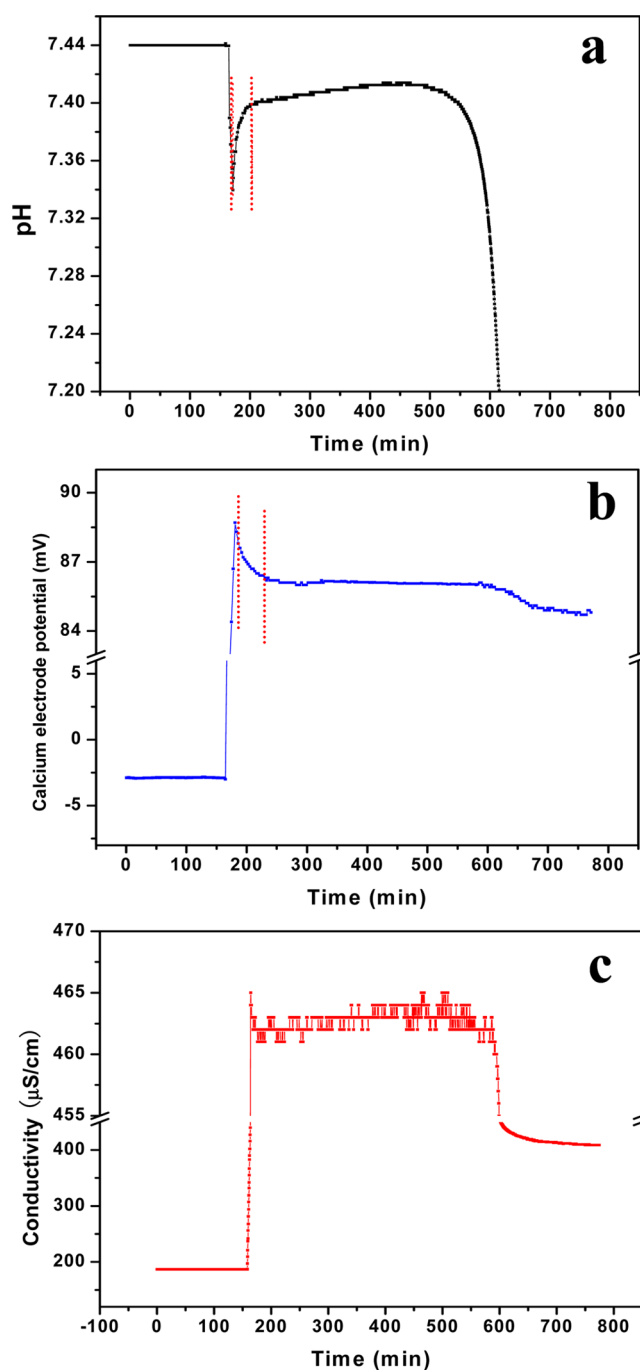 a
7.44
7.40
7.36
7.32
7.28
7.24
7.20
pH
0 100 200 300 400 500 600 700 800
Time (min)
b
90
87
84
5
0
-5
Calcium electrode potential (mV)
0 100 200 300 400 500 600 700 800
Time (min)
c
470
465
460
455
400
300
200
Conductivity (μS/cm)
-100 0 100 200 300 400 500 600 700 800
Time (min)